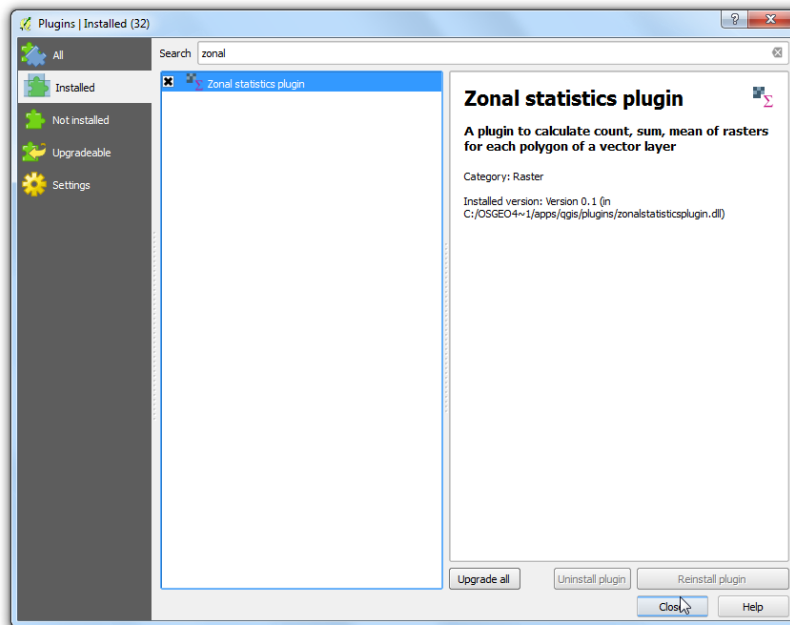 Plugins | Installed (32)
All
Installed
Not installed
Upgradeable
Settings
Search zonal
Zonal statistics plugin
Zonal statistics plugin
A plugin to calculate count, sum, mean of rasters
for each polygon of a vector layer
Category: Raster
Installed version: Version 0.1 (in
C:/OSGEO4~1/apps/qgis/plugins/zonalstatisticsplugin.dll)
Upgrade all Uninstall plugin Reinstall plugin
Close Help